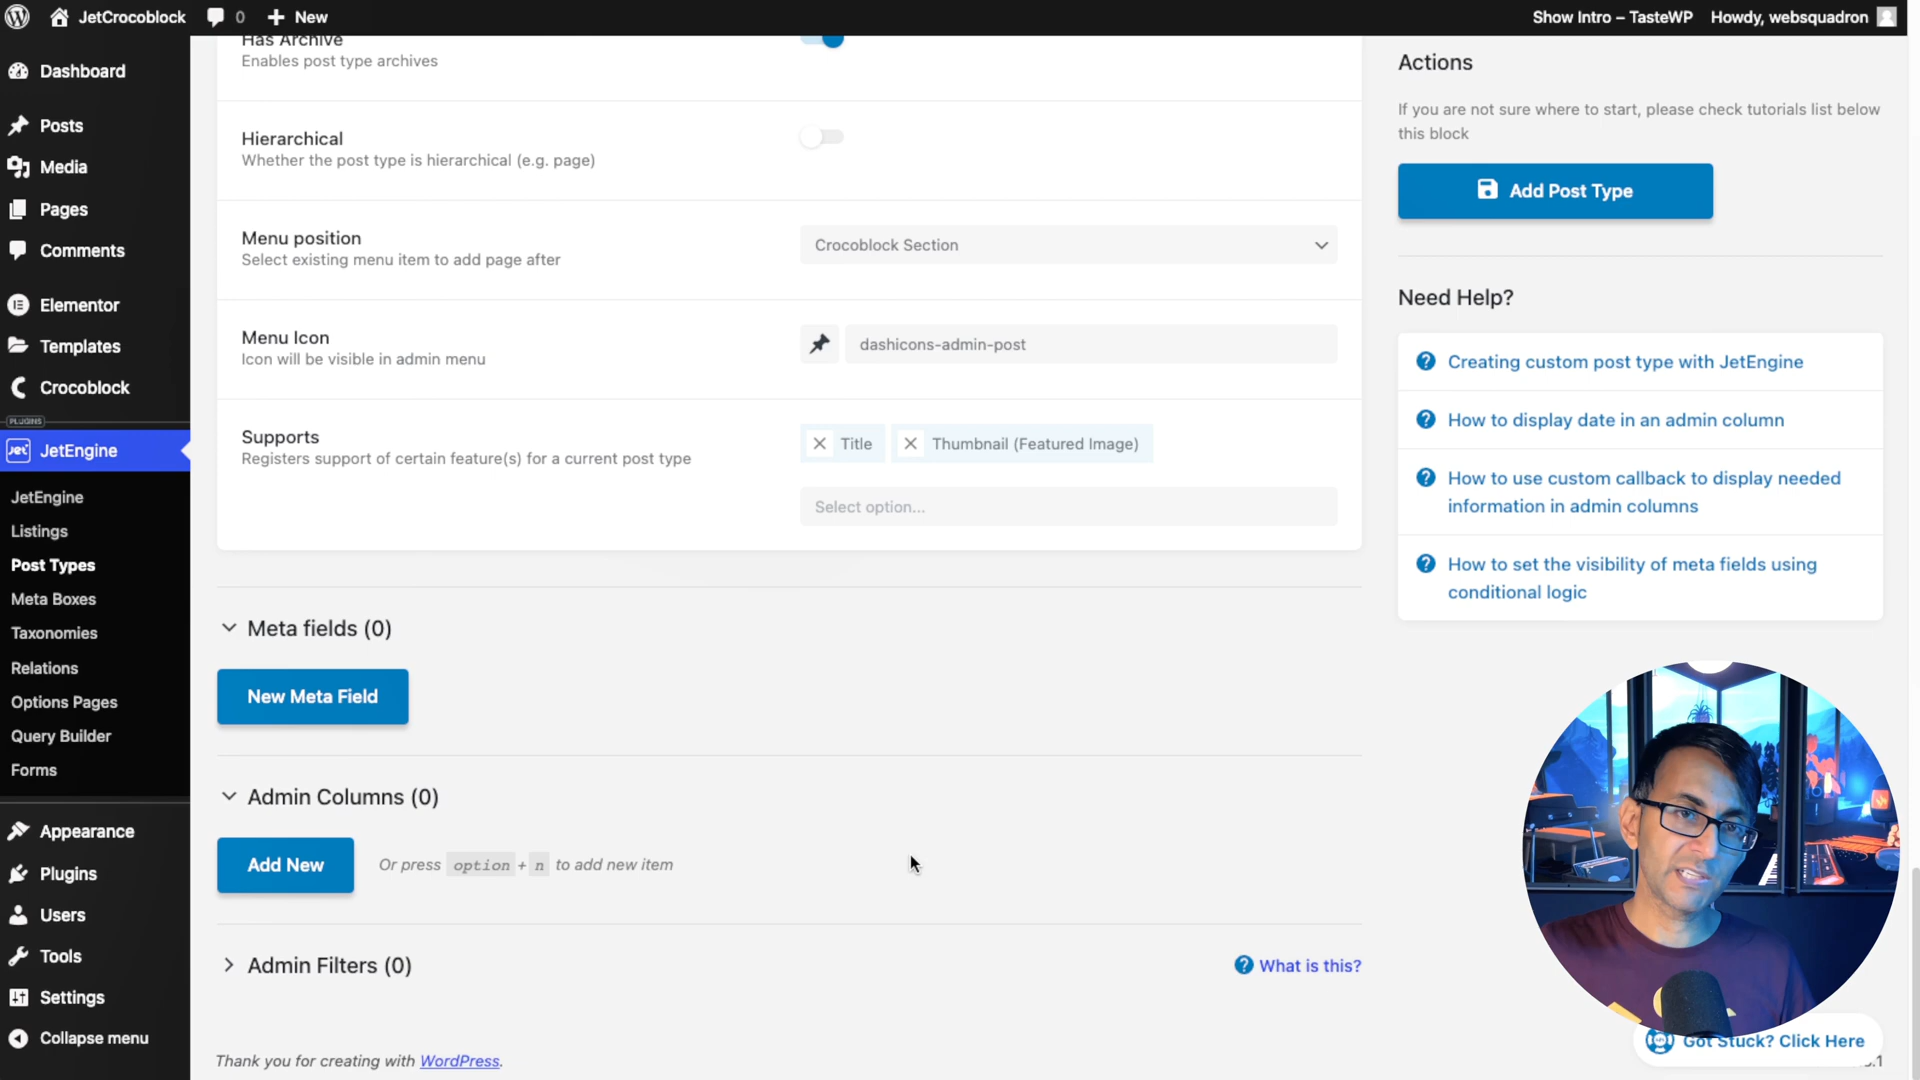 JetCrocoblock
0
New
Show Intro – TasteWP
Howdy, websquadron
Dashboard
Posts
Media
Pages
Comments
Elementor
Templates
Crocoblock
PLUGINS
JetEngine
JetEngine
Listings
Post Types
Meta Boxes
Taxonomies
Relations
Options Pages
Query Builder
Forms
Appearance
Plugins
Users
Tools
Settings
Collapse menu
Has Archive
Enables post type archives
Hierarchical
Whether the post type is hierarchical (e.g. page)
Menu position
Select existing menu item to add page after
Crocoblock Section
Menu Icon
Icon will be visible in admin menu
dashicons-admin-post
Supports
Registers support of certain feature(s) for a current post type
Title
Thumbnail (Featured Image)
Select option...
Meta fields (0)
New Meta Field
Admin Columns (0)
Add New
Or press option + n to add new item
Admin Filters (0)
What is this?
Thank you for creating with WordPress.
Actions
If you are not sure where to start, please check tutorials list below
this block
Add Post Type
Need Help?
Creating custom post type with JetEngine
How to display date in an admin column
How to use custom callback to display needed
information in admin columns
How to set the visibility of meta fields using
conditional logic
Got Stuck? Click Here